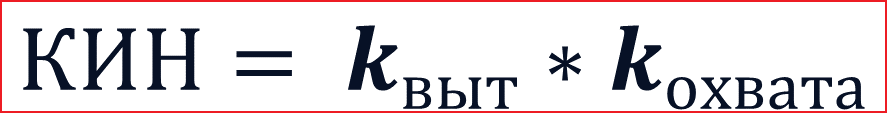 КИН = kвыт * kохвата